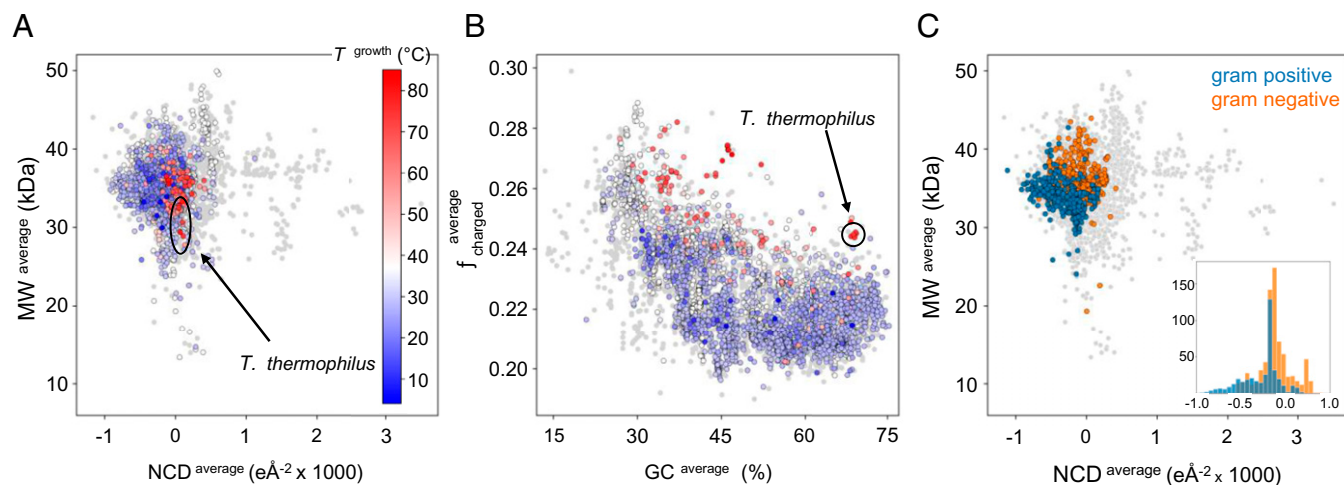 A
T growth (°C)
MW average (kDa)
50
40
30
20
10
80
70
60
50
40
30
20
10
T. thermophilus
-1 0 1 2 3
NCD average (eÅ-2 x 1000)
B
ƒ average charged
0.30
0.28
0.26
0.24
0.22
0.20
T. thermophilus
15 30 45 60 75
GC average (%)
C
MW average (kDa)
50
40
30
20
10
gram positive
gram negative
150
100
50
-1.0 -0.5 0.0 1.0
-1 0 1 2 3
NCD average (eÅ-2 x 1000)